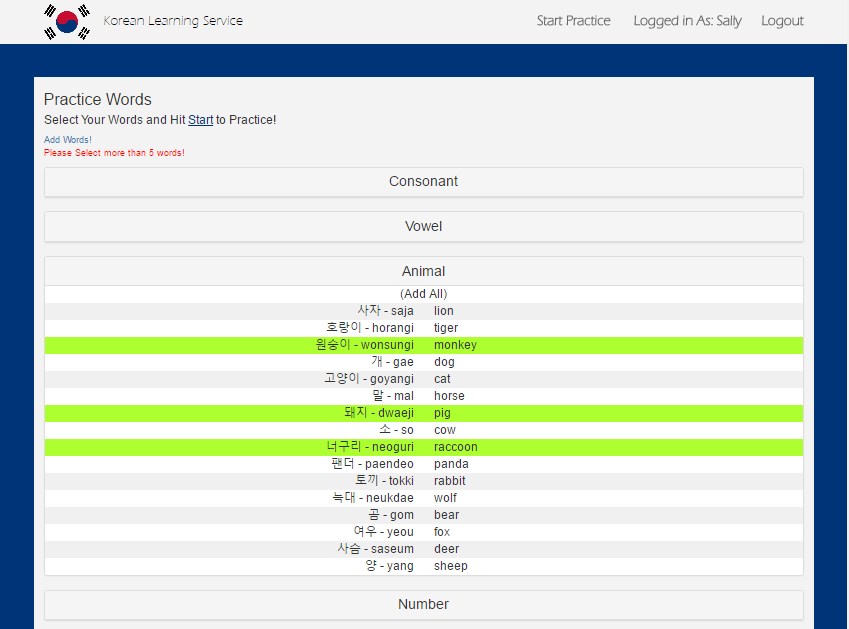 Korean Learning Service Start Practice Logged in As: Sally Logout
Practice Words
Select Your Words and Hit Start to Practice!
Add Words!
Please Select more than 5 words!
Consonant
Vowel
Animal
(Add All)
사자 - saja lion
호랑이 - horangi tiger
원숭이 - wonsungi monkey
개 - gae dog
고양이 - goyangi cat
말 - mal horse
돼지 - dwaeji pig
소 - so cow
너구리 - neoguri raccoon
팬더 - paendeo panda
토끼 - tokki rabbit
늑대 - neukdae wolf
곰 - gom bear
여우 - yeou fox
사슴 - saseum deer
양 - yang sheep
Number